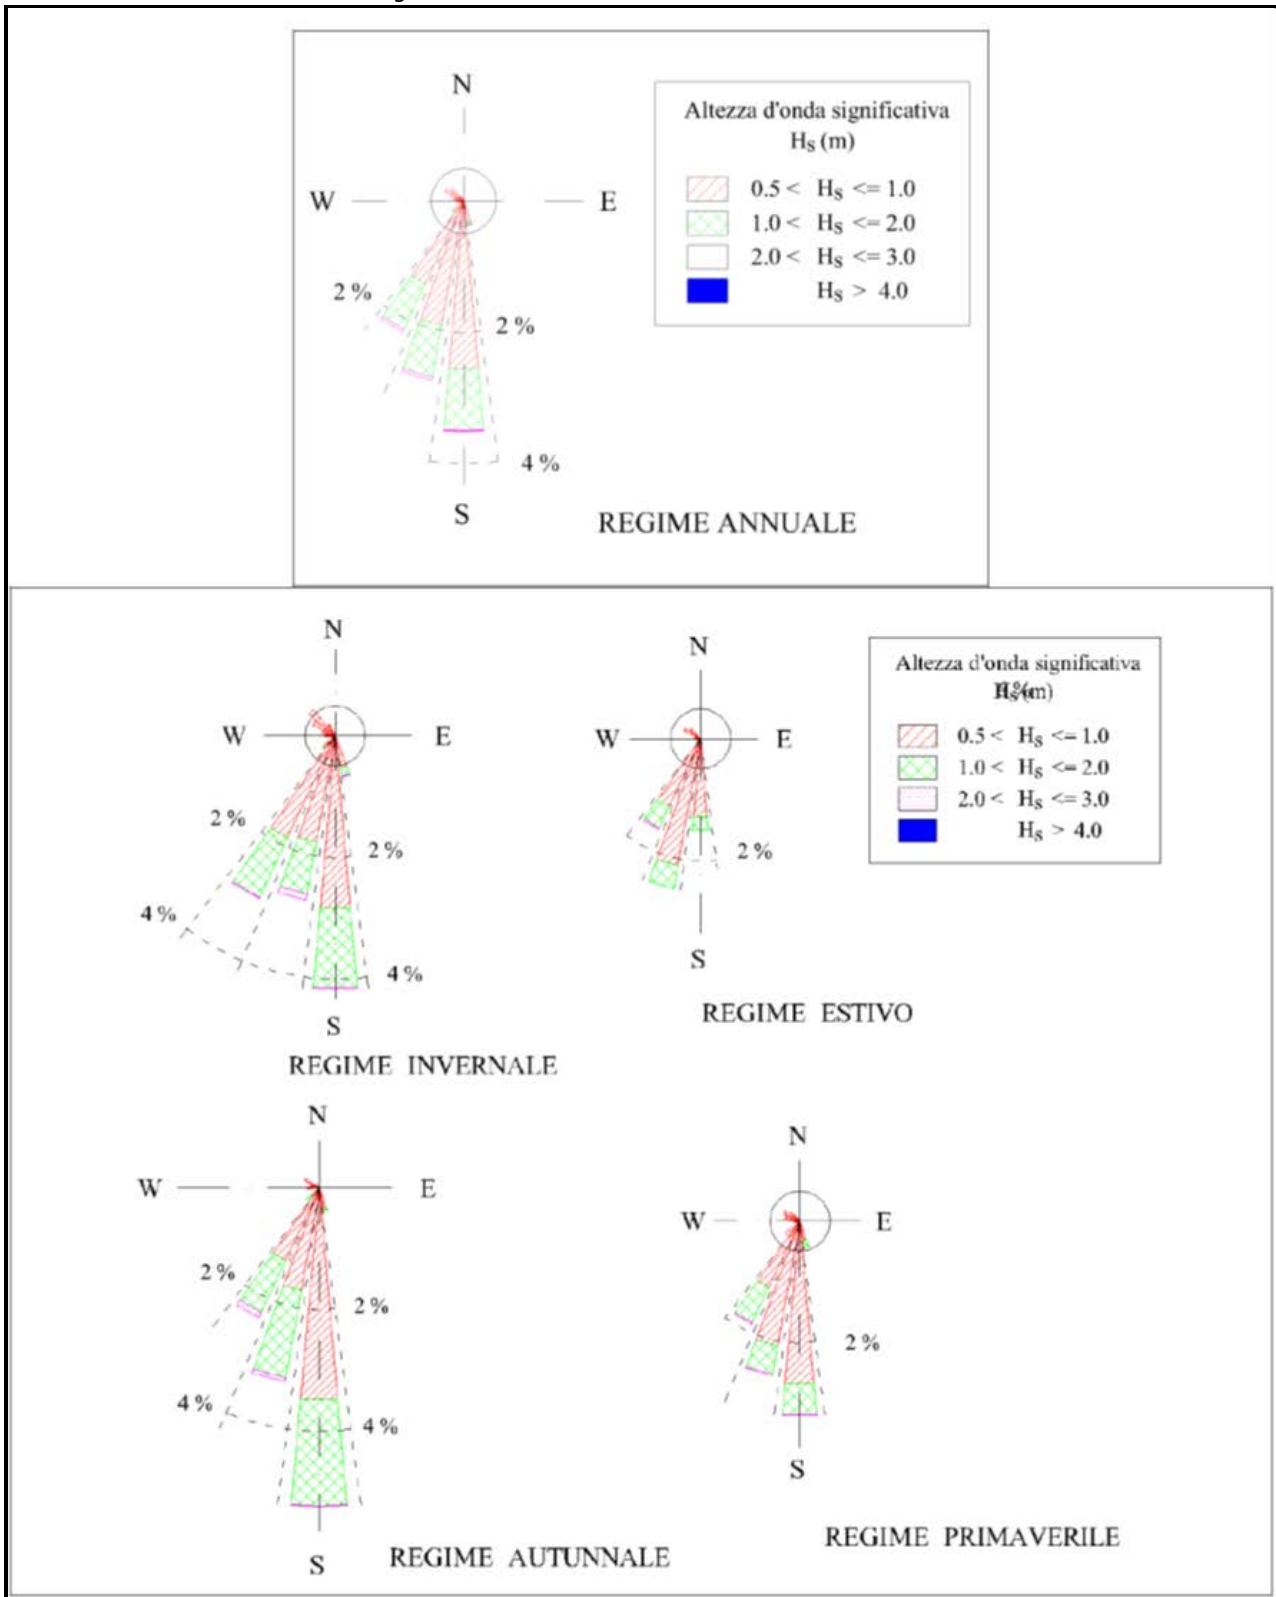 N
Altezza d'onda significativa
Hs (m)
W
E
0.5 < Hs <= 1.0
1.0 < Hs <= 2.0
2.0 < Hs <= 3.0
Hs > 4.0
2 %
2 %
4 %
S
REGIME ANNUALE
N
W
E
2 %
2 %
4 %
4 %
S
REGIME INVERNALE
N
W
E
2 %
S
REGIME ESTIVO
Altezza d'onda significativa
0.5 < Hs <= 1.0
1.0 < Hs <= 2.0
2.0 < Hs <= 3.0
Hs > 4.0
N
W
E
2 %
2 %
4 %
4 %
S
REGIME AUTUNNALE
N
W
E
2 %
S
REGIME PRIMAVERILE